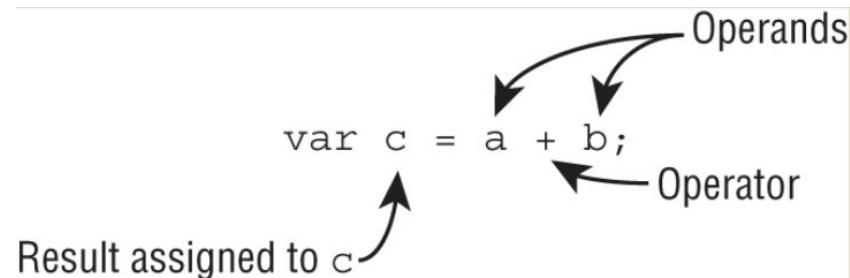 Operands
var c = a + b;
Operator
Result assigned to c